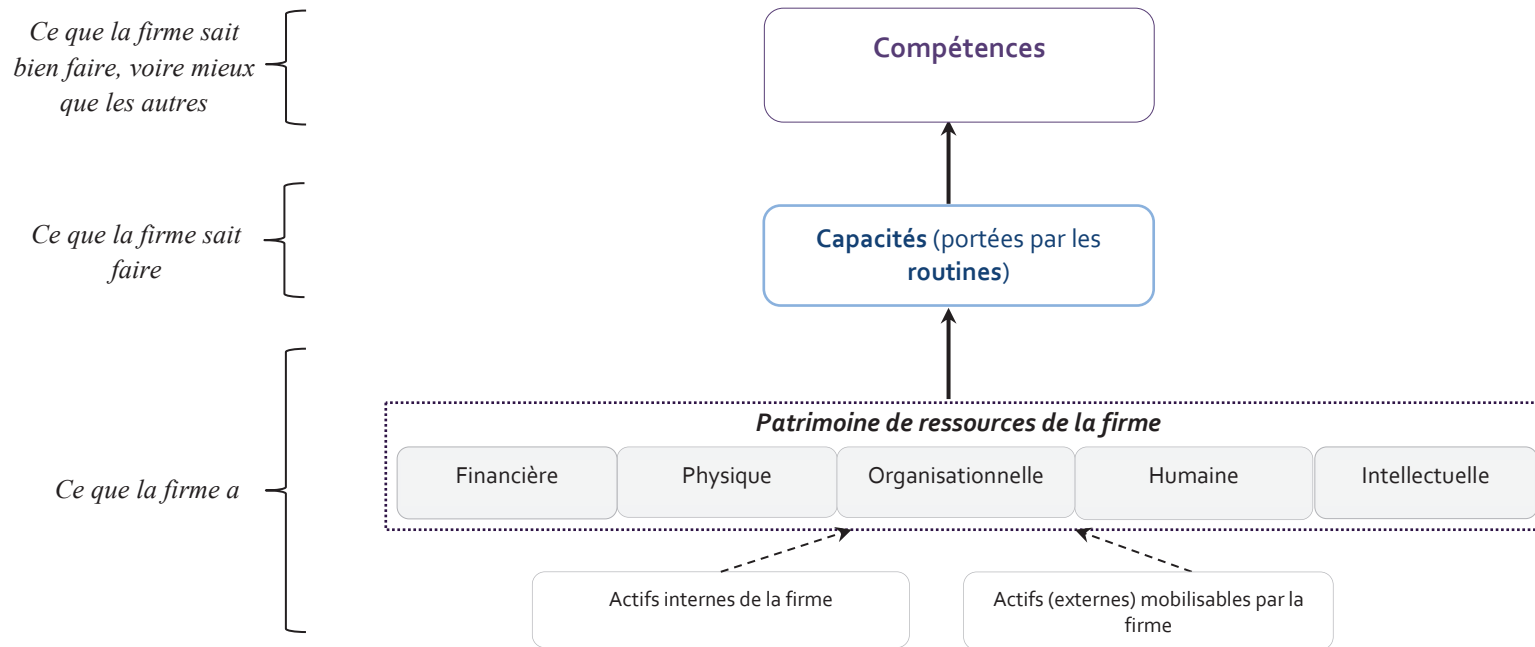 Ce que la firme sait
bien faire, voire mieux
que les autres
Compétences
Ce que la firme sait
faire
Capacités (portées par les
routines)
Ce que la firme a
Patrimoine de ressources de la firme
Financière
Physique
Organisationnelle
Humaine
Intellectuelle
Actifs internes de la firme
Actifs (externes) mobilisables par la
firme